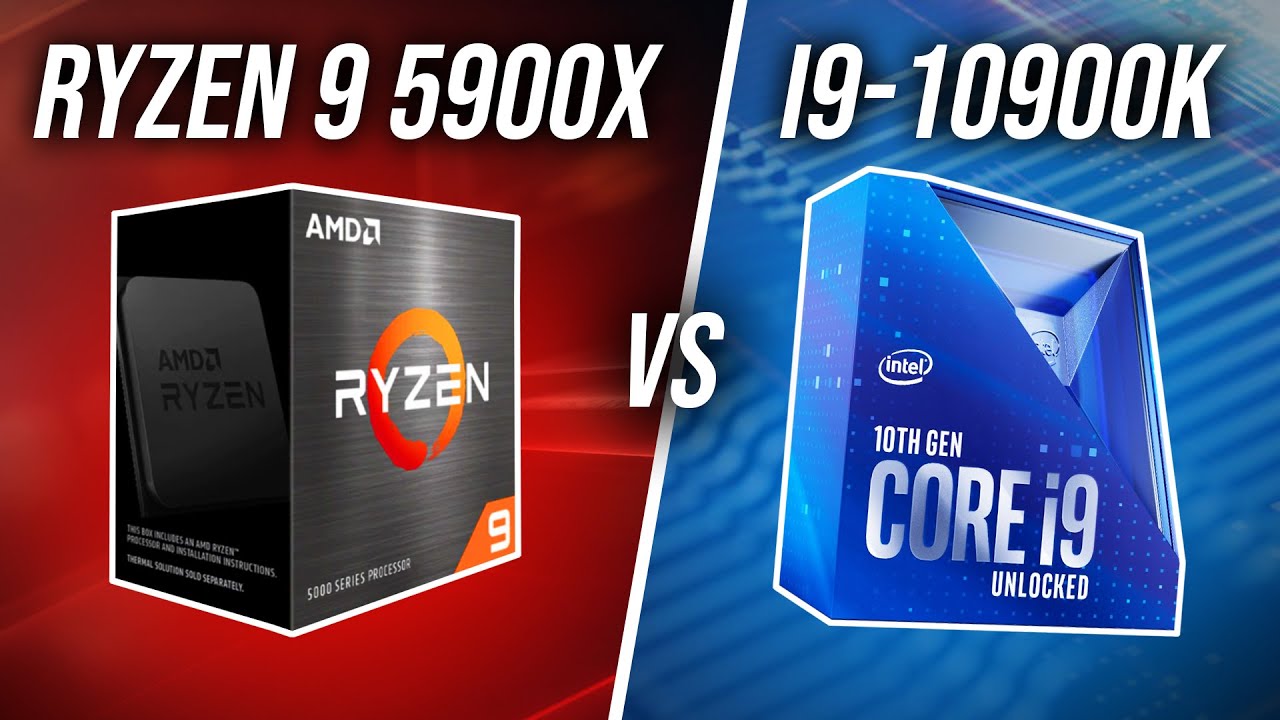 RYZEN 9 5900X
I9-10900K
VS
AMD
RYZEN
9
5000 SERIES PROCESSOR
AMD
RYZEN
THIS BOX INCLUDES AN AMD RYZEN™
PROCESSOR AND INSTALLATION INSTRUCTIONS.
THERMAL SOLUTION SOLD SEPARATELY.
intel
10TH GEN
CORE i9
UNLOCKED